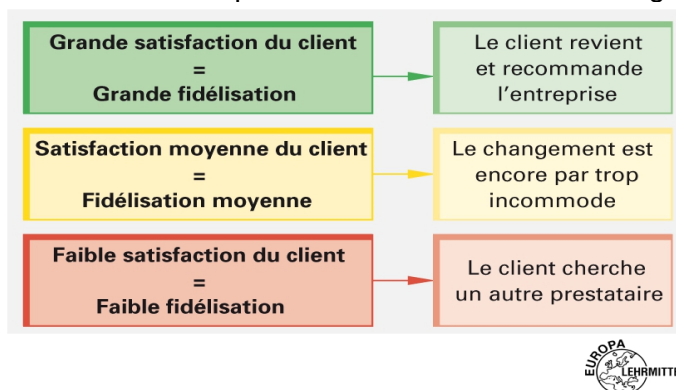 Grande satisfaction du client
=
Grande fidélisation
Le client revient
et recommande
l'entreprise
Satisfaction moyenne du client
=
Fidélisation moyenne
Le changement est
encore par trop
incommode
Faible satisfaction du client
=
Faible fidélisation
Le client cherche
un autre prestataire
EUROPA
LEHRMITTE